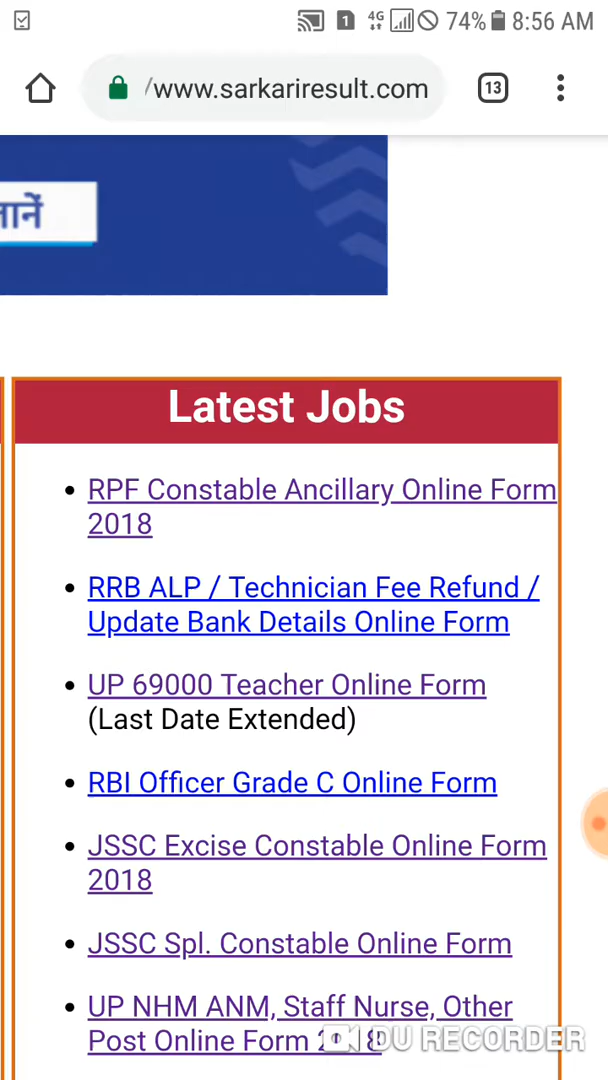 4G 74% 8:56 AM
/www.sarkariresult.com 13
Latest Jobs
RPF Constable Ancillary Online Form
2018
RRB ALP / Technician Fee Refund /
Update Bank Details Online Form
UP 69000 Teacher Online Form
(Last Date Extended)
RBI Officer Grade C Online Form
JSSC Excise Constable Online Form
2018
JSSC Spl. Constable Online Form
UP NHM ANM, Staff Nurse, Other
Post Online Form 2018
DU RECORDER